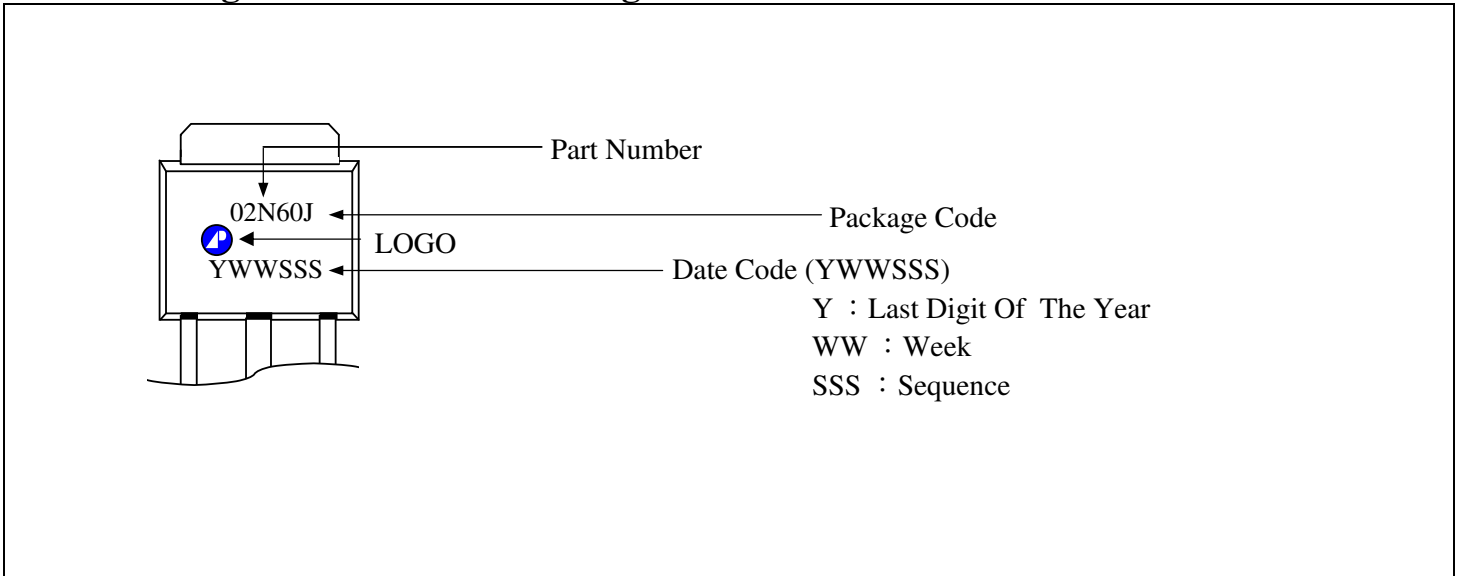 Part Number
02N60J
Package Code
LOGO
YWWSSS
Date Code (YWWSSS)
Y ：Last Digit Of The Year
WW ：Week
SSS ：Sequence